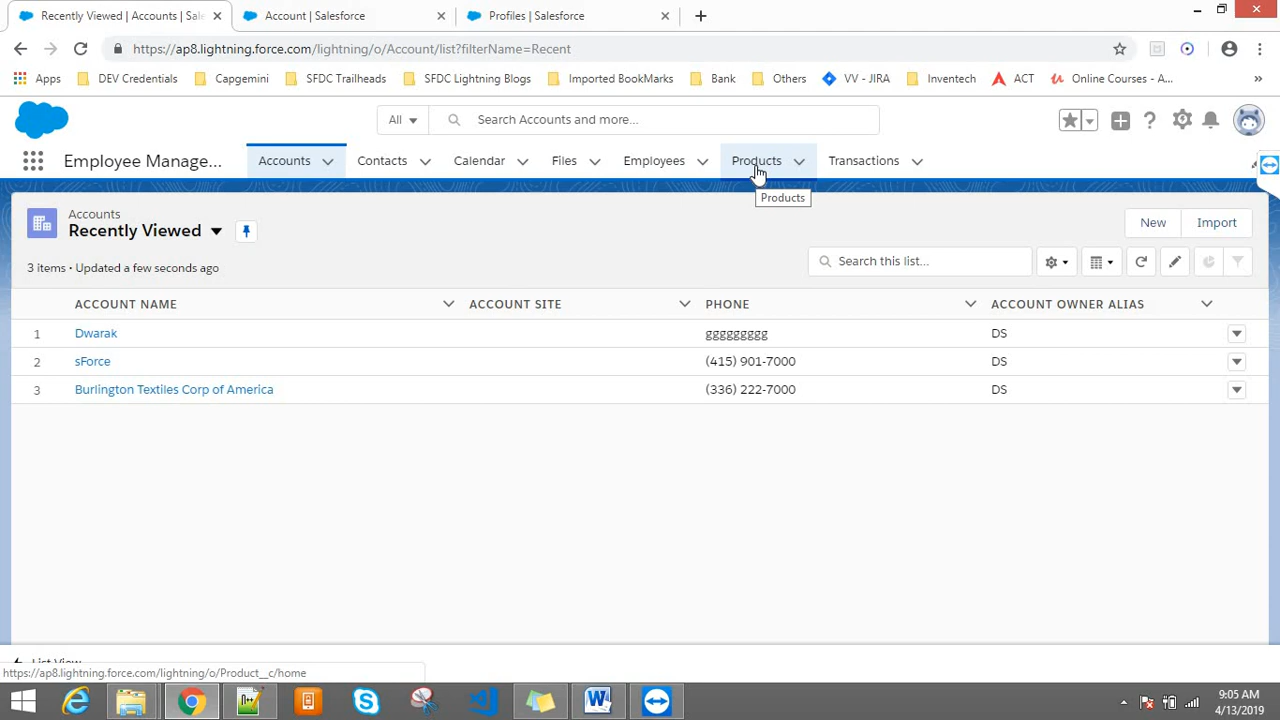 Recently Viewed | Accounts | Sale
Account | Salesforce
Profiles | Salesforce
https://ap8.lightning.force.com/lightning/o/Account/list?filterName=Recent
Apps
DEV Credentials
Capgemini
SFDC Trailheads
SFDC Lightning Blogs
Imported BookMarks
Bank
Others
VV - JIRA
Inventech
ACT
Online Courses - A...
»
All
Search Accounts and more...
Employee Manage...
Accounts
Contacts
Calendar
Files
Employees
Products
Transactions
Products
Accounts
Recently Viewed
New
Import
3 items • Updated a few seconds ago
Search this list...
ACCOUNT NAME
ACCOUNT SITE
PHONE
ACCOUNT OWNER ALIAS
1 Dwarak ggggggggg DS
2 sForce (415) 901-7000 DS
3 Burlington Textiles Corp of America (336) 222-7000 DS
List View
https://ap8.lightning.force.com/lightning/o/Product__c/home
9:05 AM
4/13/2019